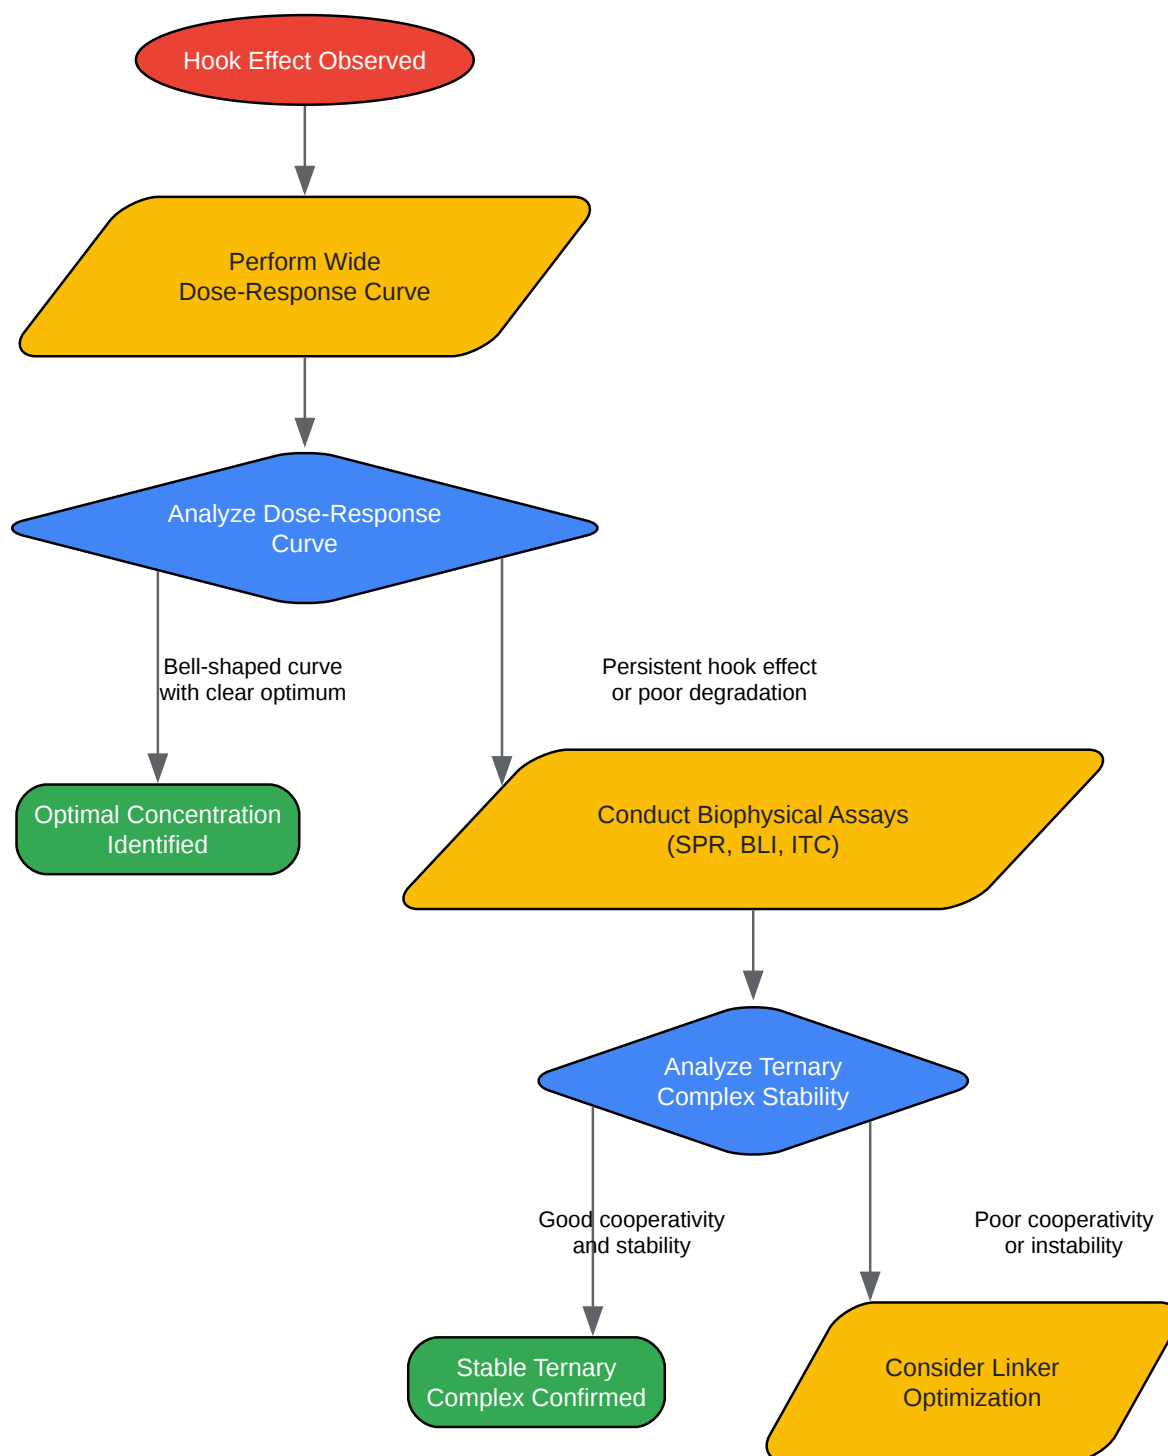 Hook Effect Observed
Perform Wide
Dose-Response Curve
Analyze Dose-Response
Curve
Bell-shaped curve
with clear optimum
Persistent hook effect
or poor degradation
Optimal Concentration
Identified
Conduct Biophysical Assays
(SPR, BLI, ITC)
Analyze Ternary
Complex Stability
Good cooperativity
and stability
Poor cooperativity
or instability
Stable Ternary
Complex Confirmed
Consider Linker
Optimization